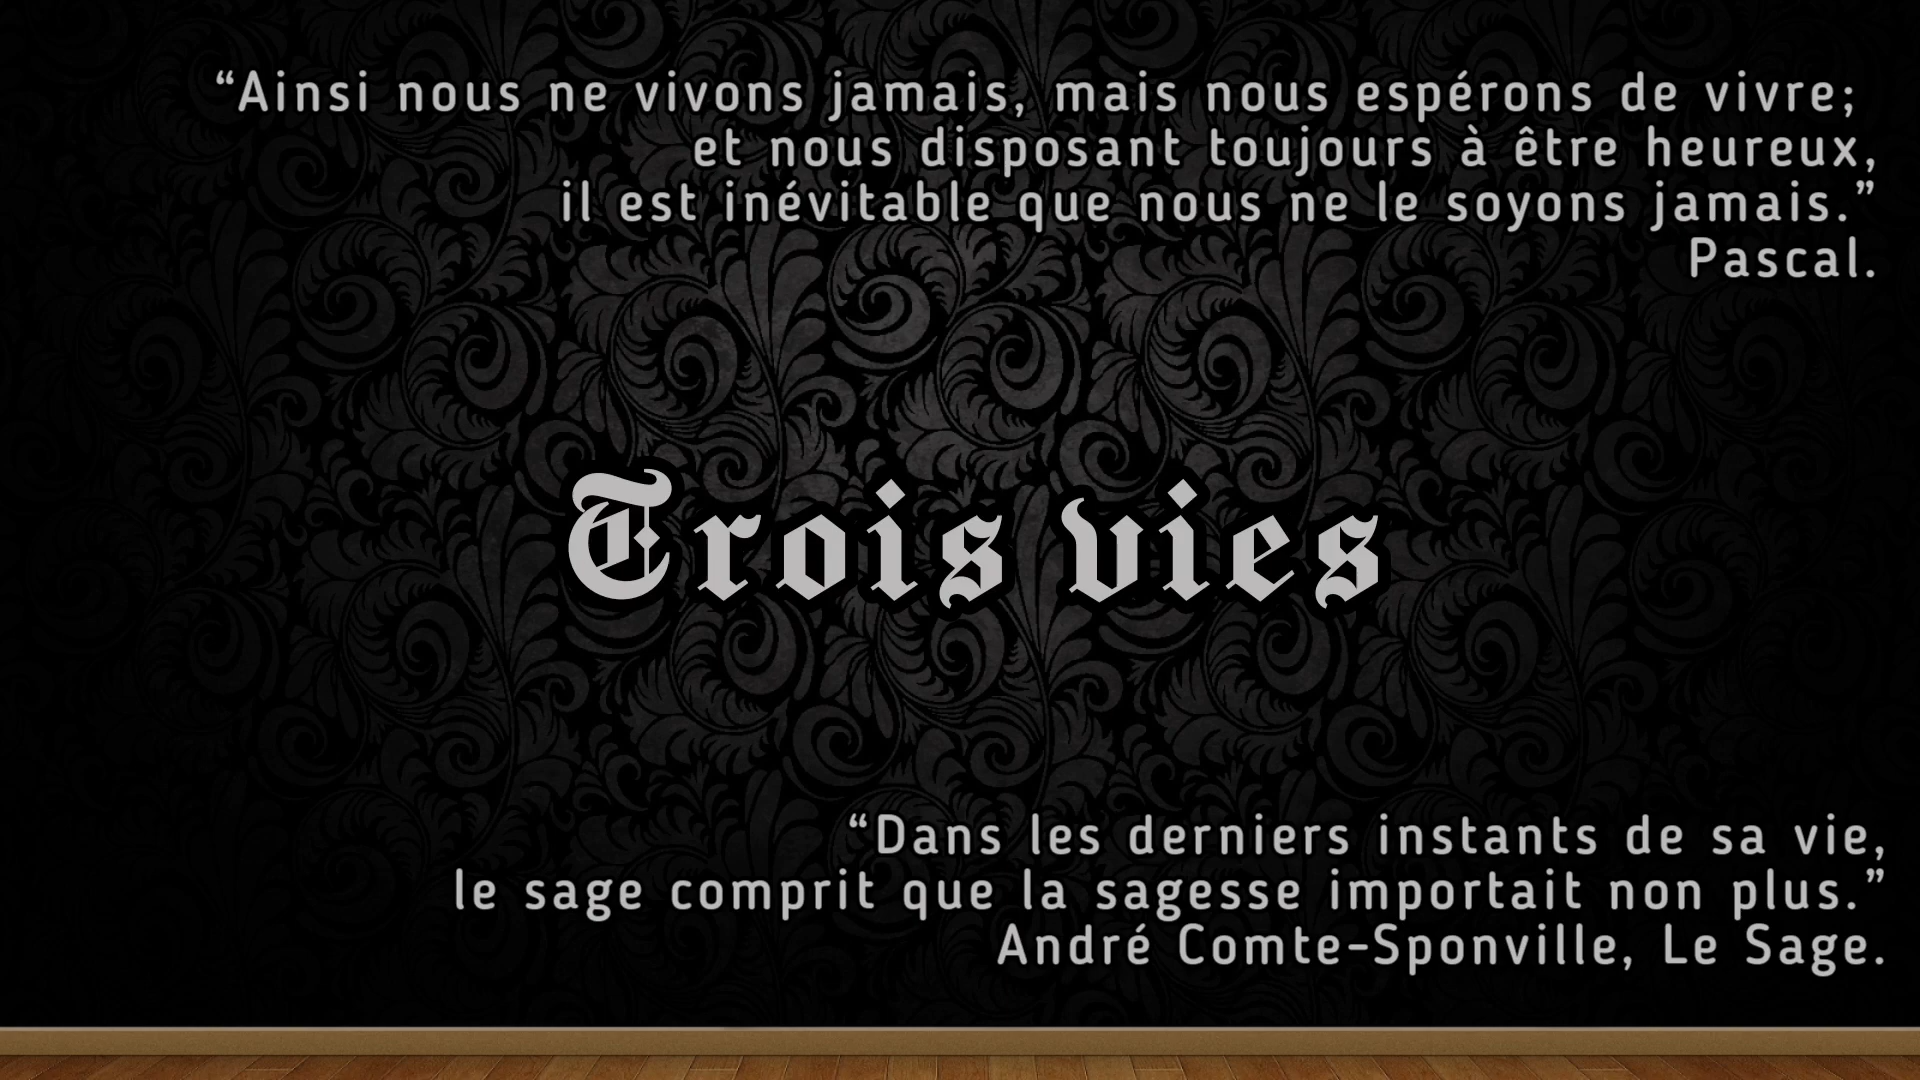 “Ainsi nous ne vivons jamais, mais nous espérons de vivre;
et nous disposant toujours à être heureux,
il est inévitable que nous ne le soyons jamais.”
Pascal.
Trois vies
“Dans les derniers instants de sa vie,
le sage comprit que la sagesse importait non plus.”
André Comte-Sponville, Le Sage.